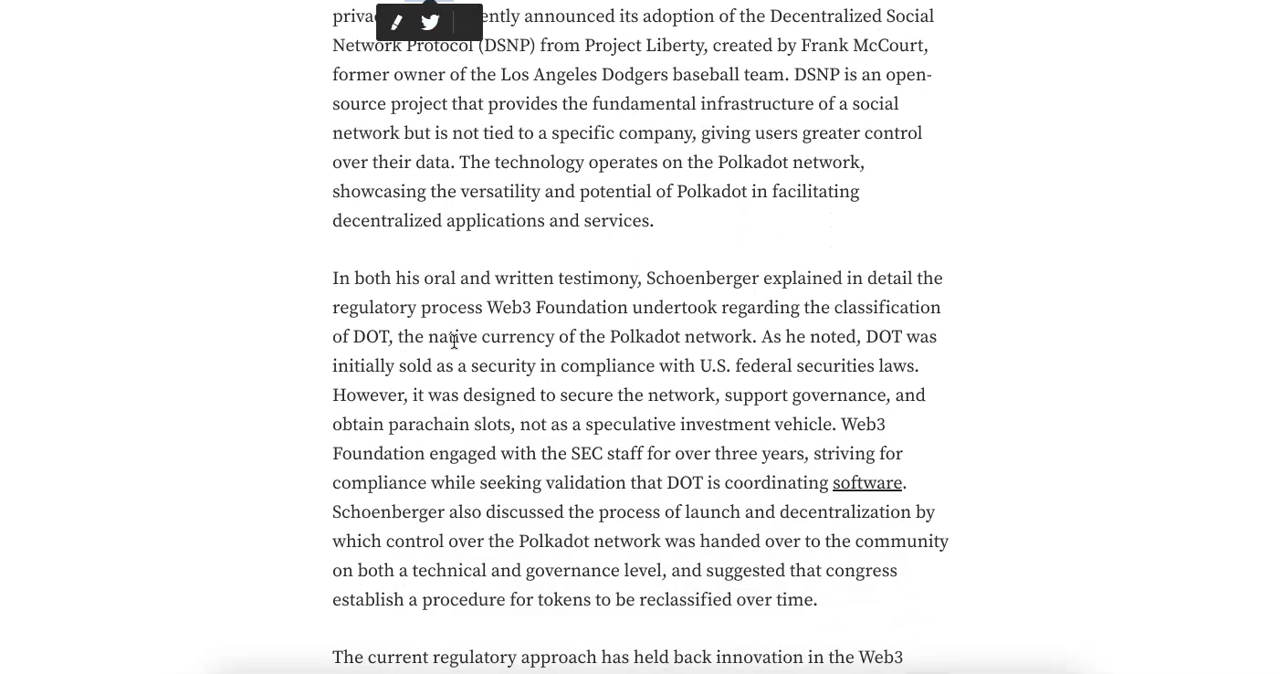 ently announced its adoption of the Decentralized Social
Network Protocol (DSNP) from Project Liberty, created by Frank McCourt,
former owner of the Los Angeles Dodgers baseball team. DSNP is an open-
source project that provides the fundamental infrastructure of a social
network but is not tied to a specific company, giving users greater control
over their data. The technology operates on the Polkadot network,
showcasing the versatility and potential of Polkadot in facilitating
decentralized applications and services.
In both his oral and written testimony, Schoenberger explained in detail the
regulatory process Web3 Foundation undertook regarding the classification
of DOT, the native currency of the Polkadot network. As he noted, DOT was
initially sold as a security in compliance with U.S. federal securities laws.
However, it was designed to secure the network, support governance, and
obtain parachain slots, not as a speculative investment vehicle. Web3
Foundation engaged with the SEC staff for over three years, striving for
compliance while seeking validation that DOT is coordinating software.
Schoenberger also discussed the process of launch and decentralization by
which control over the Polkadot network was handed over to the community
on both a technical and governance level, and suggested that congress
establish a procedure for tokens to be reclassified over time.
The current regulatory approach has held back innovation in the Web3